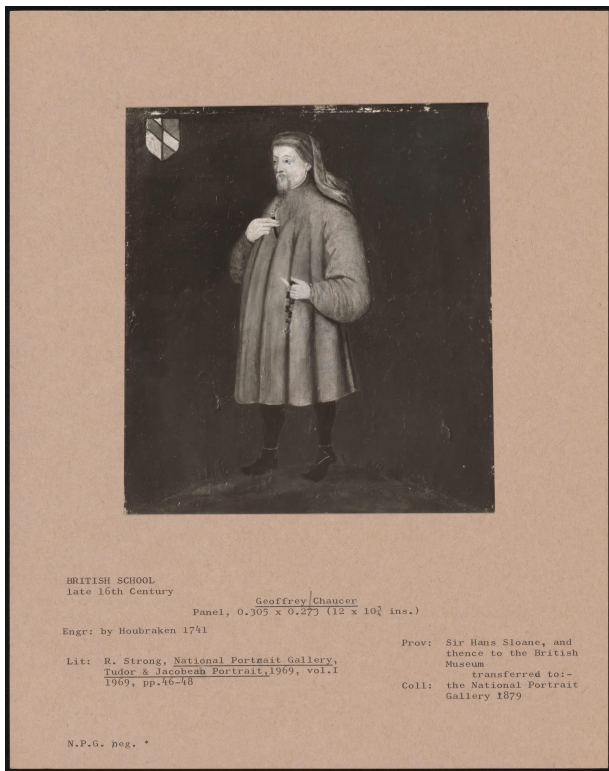 BRITISH SCHOOL
late 16th Century
Geoffrey Chaucer
Panel, 0.305 x 0.273 (12 x 10¾ ins.)
Engr: by Houbraken 1741
Lit: R. Strong, National Portrait Gallery,
Tudor & Jacobean Portrait,1969, vol.I
1969, pp.46-48
Prov: Sir Hans Sloane, and
thence to the British
Museum
transferred to:-
Coll: the National Portrait
Gallery 1879
N.P.G. neg. *